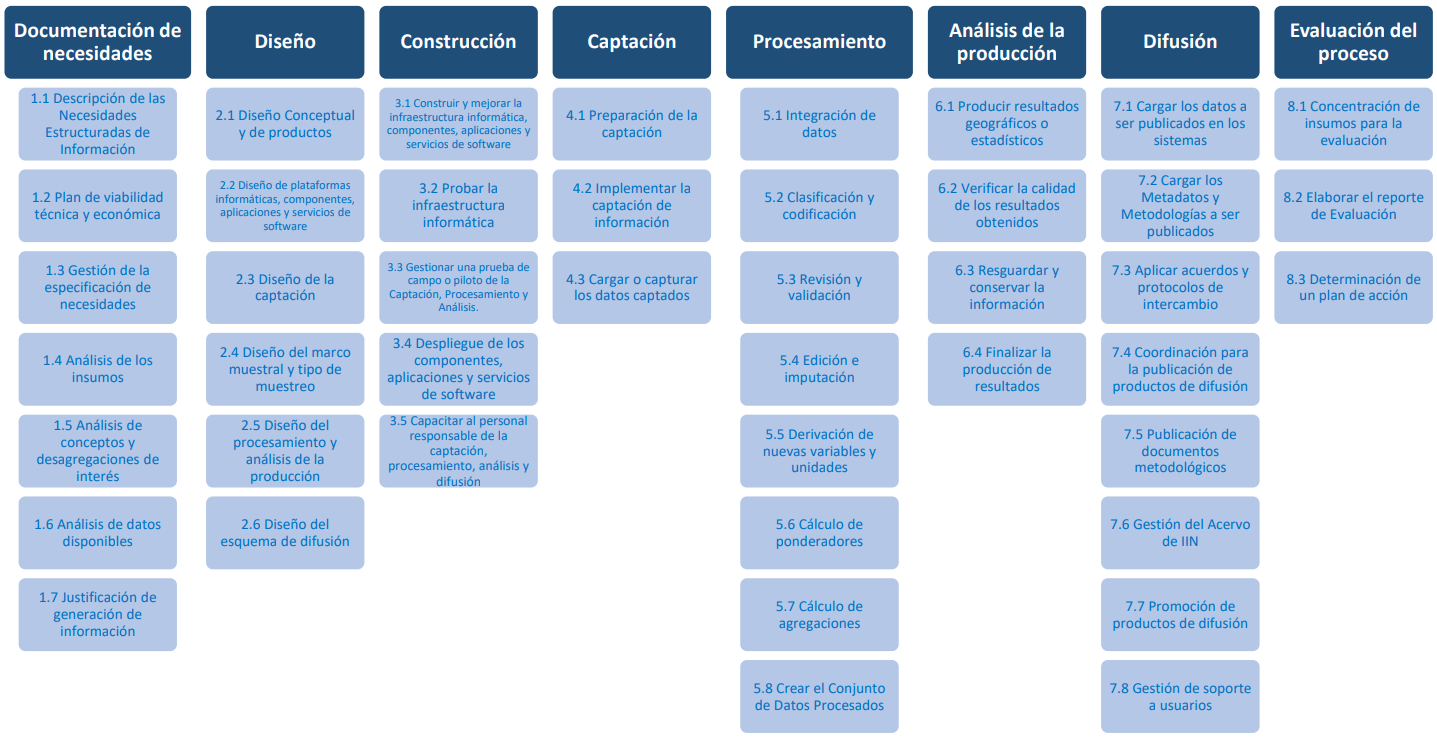 Documentación de
necesidades
1.1 Descripción de las
Necesidades
Estructuradas de
Información
1.2 Plan de viabilidad
técnica y económica
1.3 Gestión de la
especificación de
necesidades
1.4 Análisis de los
insumos
1.5 Análisis de
conceptos y
desagregaciones de
interés
1.6 Análisis de datos
disponibles
1.7 Justificación de
generación de
información
Diseño
2.1 Diseño Conceptual
y de productos
2.2 Diseño de plataformas
informáticas, componentes,
aplicaciones y servicios de
software
2.3 Diseño de la
captación
2.4 Diseño del marco
muestral y tipo de
muestreo
2.5 Diseño del
procesamiento y
análisis de la
producción
2.6 Diseño del
esquema de difusión
Construcción
3.1 Construir y mejorar la
infraestructura informática,
componentes, aplicaciones y
servicios de software
3.2 Probar la
infraestructura
informática
3.3 Gestionar una prueba de
campo o piloto de la
Captación, Procesamiento y
Análisis.
3.4 Despliegue de los
componentes,
aplicaciones y servicios
de software
3.5 Capacitar al personal
responsable de la
captación,
procesamiento, análisis y
difusión
Captación
4.1 Preparación de la
captación
4.2 Implementar la
captación de
información
4.3 Cargar o capturar
los datos captados
Procesamiento
5.1 Integración de
datos
5.2 Clasificación y
codificación
5.3 Revisión y
validación
5.4 Edición e
imputación
5.5 Derivación de
nuevas variables y
unidades
5.6 Cálculo de
ponderadores
5.7 Cálculo de
agregaciones
5.8 Crear el Conjunto
de Datos Procesados
Análisis de la
producción
6.1 Producir resultados
geográficos o
estadísticos
6.2 Verificar la calidad
de los resultados
obtenidos
6.3 Resguardar y
conservar la
información
6.4 Finalizar la
producción de
resultados
Difusión
7.1 Cargar los datos a
ser publicados en los
sistemas
7.2 Cargar los
Metadatos y
Metodologías a ser
publicados
7.3 Aplicar acuerdos y
protocolos de
intercambio
7.4 Coordinación para
la publicación de
productos de difusión
7.5 Publicación de
documentos
metodológicos
7.6 Gestión del Acervo
de IIN
7.7 Promoción de
productos de difusión
7.8 Gestión de soporte
a usuarios
Evaluación del
proceso
8.1 Concentración de
insumos para la
evaluación
8.2 Elaborar el reporte
de Evaluación
8.3 Determinación de
un plan de acción